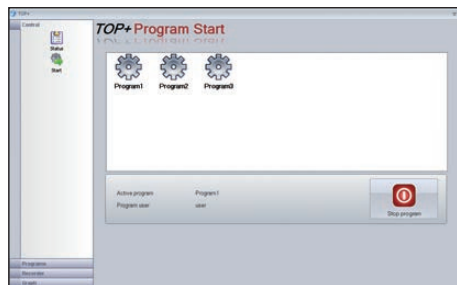 TOP+
Control
Status
Start
TOP+ Program Start
Program1 Program2 Program3
Active program Program1
Program user user
Stop program
Programs
Recorder
Graph